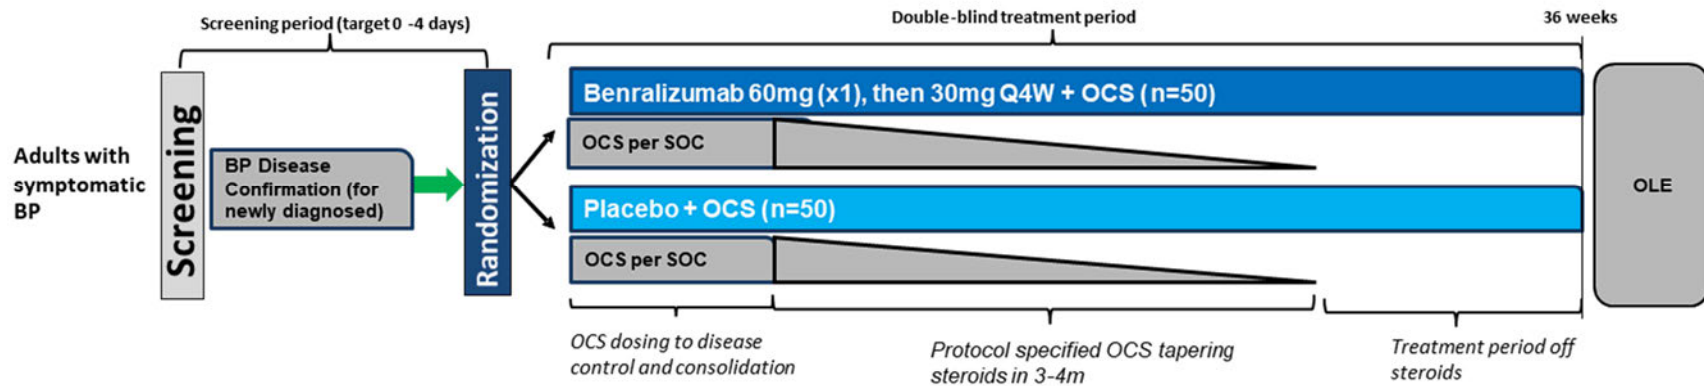 Screening period (target 0 -4 days)
Double-blind treatment period
36 weeks
Adults with
symptomatic
BP
Screening
BP Disease
Confirmation (for
newly diagnosed)
Randomization
Benralizumab 60mg (x1), then 30mg Q4W + OCS (n=50)
OCS per SOC
Placebo + OCS (n=50)
OCS per SOC
OLE
OCS dosing to disease
control and consolidation
Protocol specified OCS tapering
steroids in 3-4m
Treatment period off
steroids